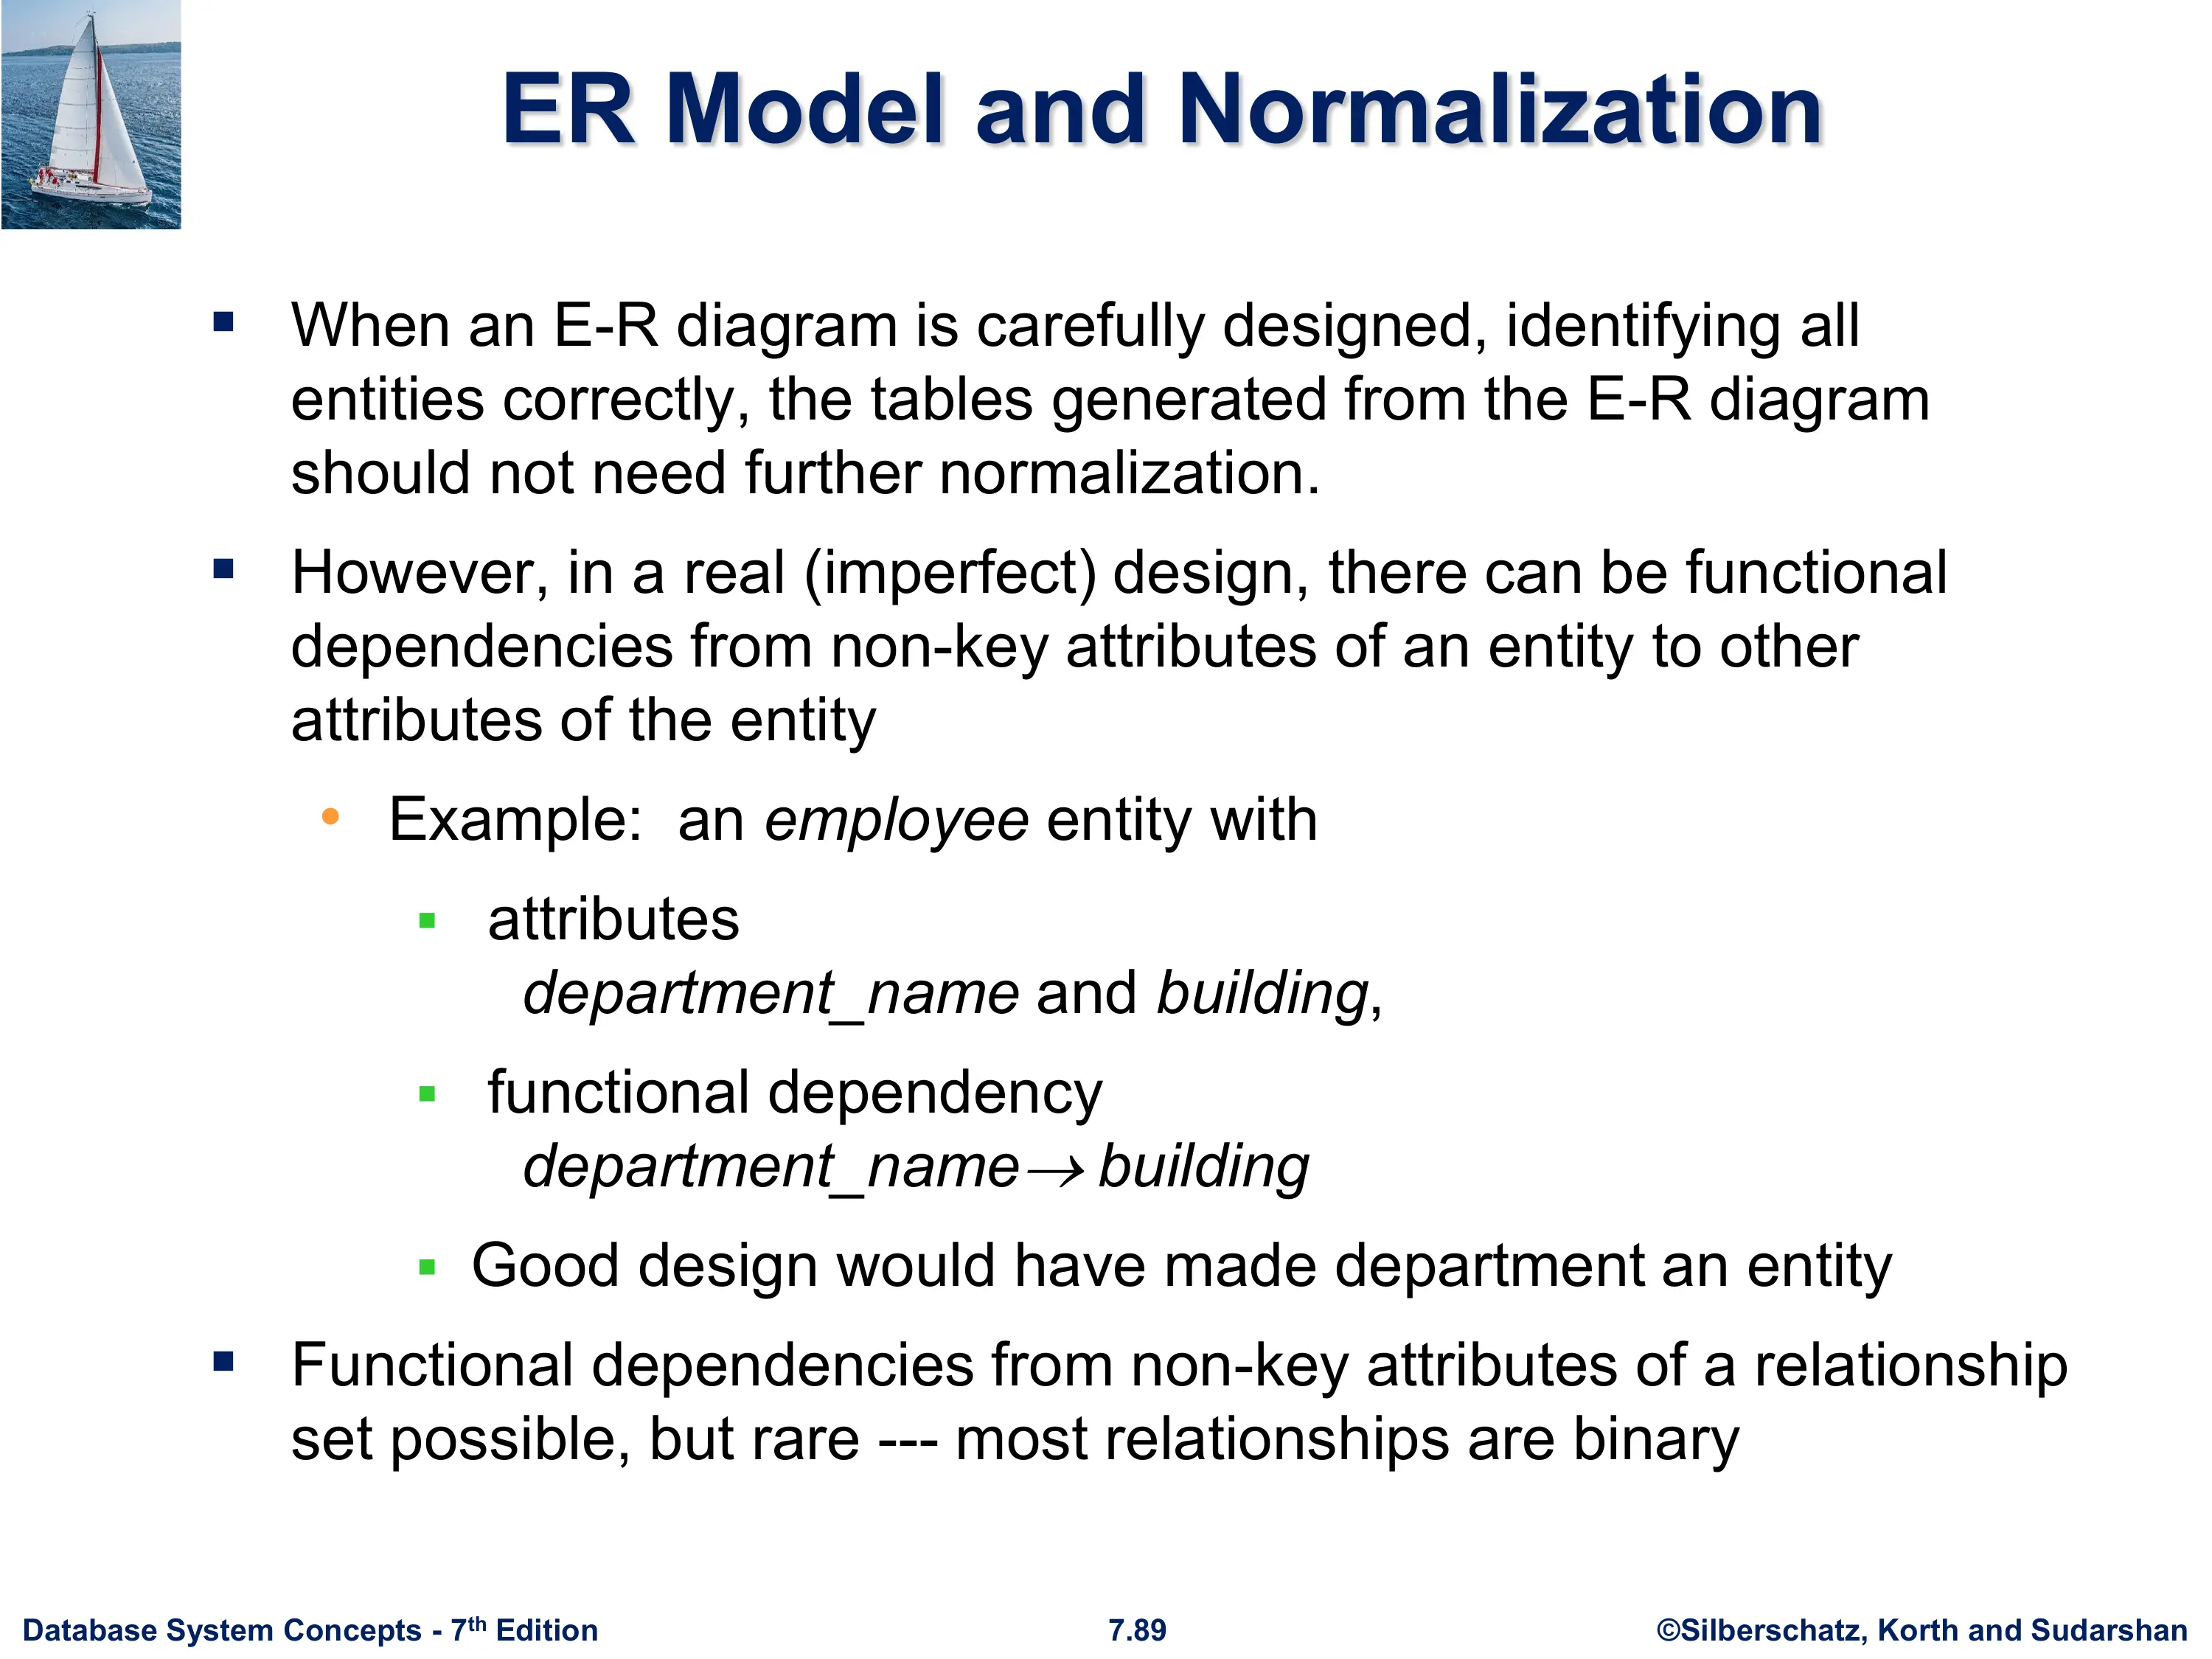 ER Model and Normalization
▪ When an E-R diagram is carefully designed, identifying all
entities correctly, the tables generated from the E-R diagram
should not need further normalization.
▪ However, in a real (imperfect) design, there can be functional
dependencies from non-key attributes of an entity to other
attributes of the entity
• Example:  an employee entity with
▪ attributes
department_name and building,
▪ functional dependency
department_name→ building
▪ Good design would have made department an entity
▪ Functional dependencies from non-key attributes of a relationship
set possible, but rare --- most relationships are binary
Database System Concepts - 7th Edition
7.89
©Silberschatz, Korth and Sudarshan